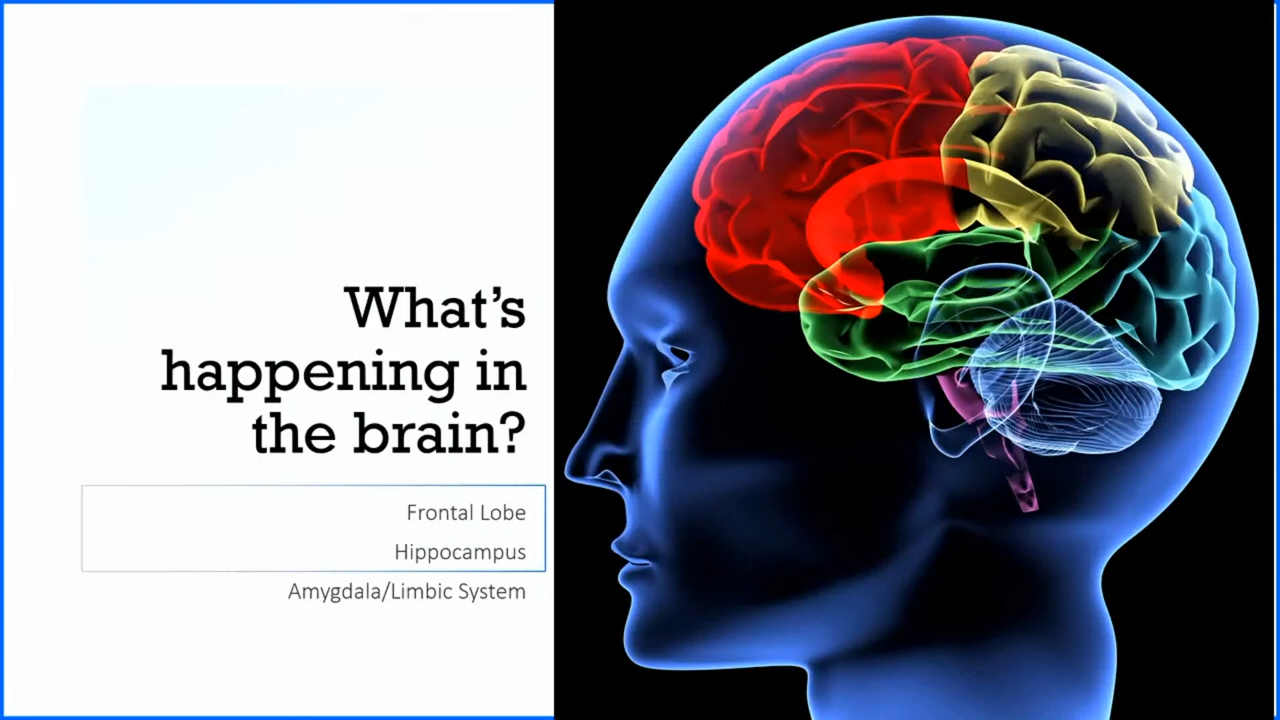 What’s
happening in
the brain?
Frontal Lobe
Hippocampus
Amygdala/Limbic System